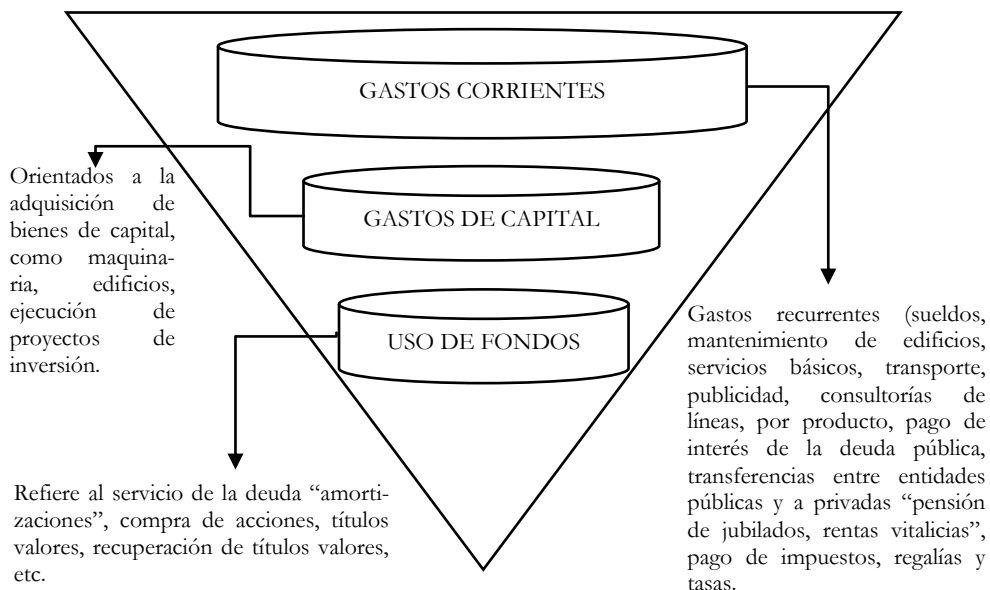 GASTOS CORRIENTES
GASTOS DE CAPITAL
USO DE FONDOS
Orientados a la
adquisición de
bienes de capital,
como maquina-
ria, edificios,
ejecución de
proyectos de
inversión.
Refiere al servicio de la deuda “amorti-
zaciones”, compra de acciones, títulos
valores, recuperación de títulos valores,
etc.
Gastos recurrentes (sueldos,
mantenimiento de edificios,
servicios básicos, transporte,
publicidad, consultorías de
líneas, por producto, pago de
interés de la deuda pública,
transferencias entre entidades
públicas y a privadas “pensión
de jubilados, rentas vitalicias”,
pago de impuestos, regalías y
tasas.